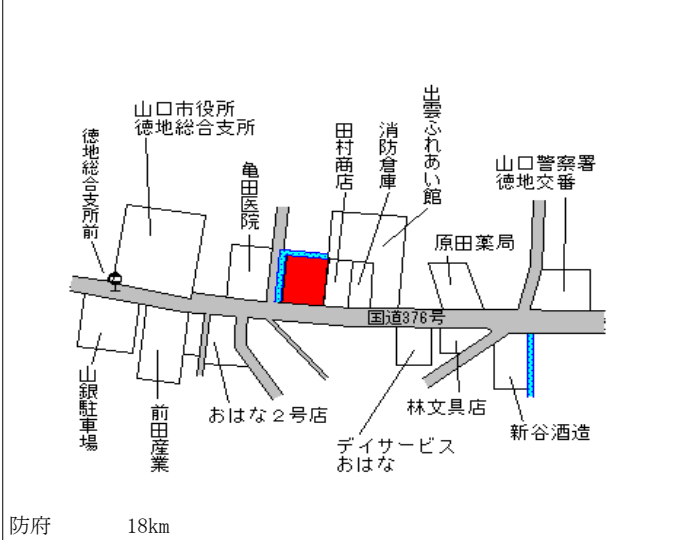 出雲ふれあい館
山口市役所
徳地総合支所
徳地総合支所前
亀田医院
田村商店
消防倉庫
山口警察署
徳地交番
原田薬局
国道376号
山銀駐車場
前田産業
おはな２号店
デイサービス
おはな
林文具店
新谷酒造
防府 18km